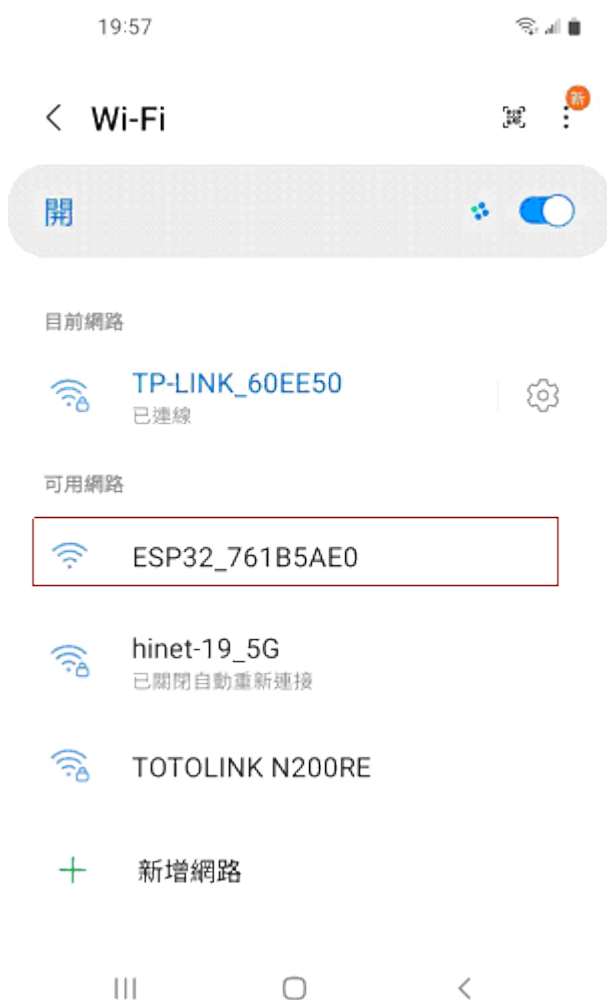 19:57
Wi-Fi
新
開
目前網路
TP-LINK_60EE50
已連線
可用網路
ESP32_761B5AE0
hinet-19_5G
已關閉自動重新連接
TOTOLINK N200RE
新增網路